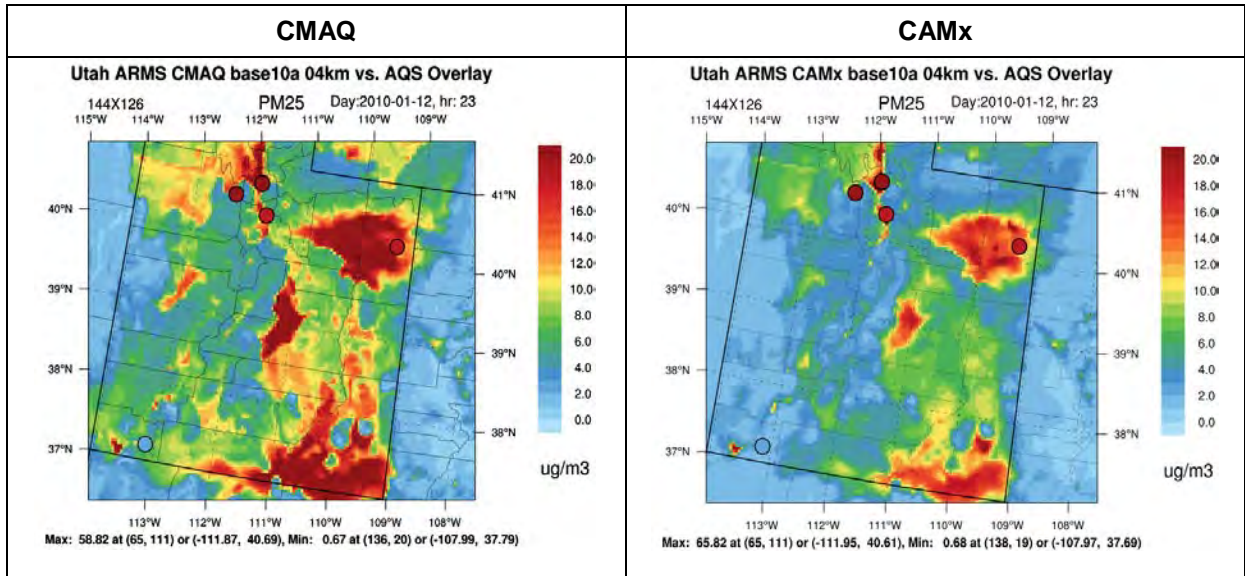 CMAQ
CAMx
Utah ARMS CMAQ base10a 04km vs. AQS Overlay
144X126 PM25 Day:2010-01-12, hr: 23
115°W 114°W 113°W 112°W 111°W 110°W 109°W
40°N
39°N
38°N
37°N
41°N
40°N
39°N
38°N
113°W 112°W 111°W 110°W 109°W 108°W
20.0
18.0
16.0
14.0
12.0
10.0
8.0
6.0
4.0
2.0
0.0
ug/m3
Max: 58.82 at (65, 111) or (-111.87, 40.69), Min: 0.67 at (136, 20) or (-107.99, 37.79)
Utah ARMS CAMx base10a 04km vs. AQS Overlay
144X126 PM25 Day:2010-01-12, hr: 23
115°W 114°W 113°W 112°W 111°W 110°W 109°W
40°N
39°N
38°N
37°N
41°N
40°N
39°N
38°N
113°W 112°W 111°W 110°W 109°W 108°W
20.0
18.0
16.0
14.0
12.0
10.0
8.0
6.0
4.0
2.0
0.0
ug/m3
Max: 65.82 at (65, 111) or (-111.95, 40.61), Min: 0.68 at (138, 19) or (-107.97, 37.69)